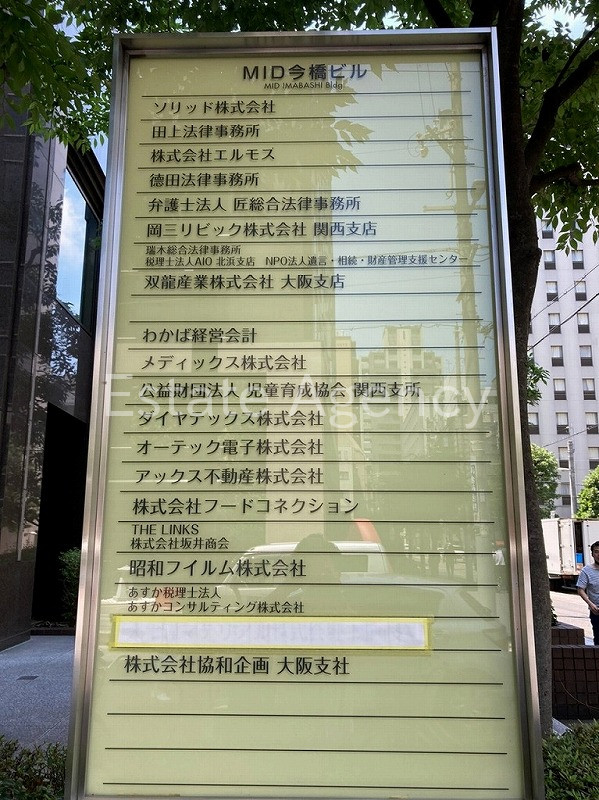 MID今橋ビル
MID IMABASHI Bldg
ソリッド株式会社
田上法律事務所
株式会社エルモス
德田法律事務所
弁護士法人 匠総合法律事務所
岡三リビック株式会社 関西支店
瑞木総合法律事務所
税理士法人AIO 北浜支店 NPO法人遺言・相続・財産管理支援センター
双龍産業株式会社 大阪支店
わかば経営会計
メディックス株式会社
公益財団法人 児童育成協会 関西支所
Estate Agency
ダイヤテックス株式会社
オーテック電子株式会社
アックス不動産株式会社
株式会社フードコネクション
THE LINKS
株式会社坂井商会
昭和フイルム株式会社
あすか税理士法人
あすかコンサルティング株式会社
株式会社協和企画 大阪支社